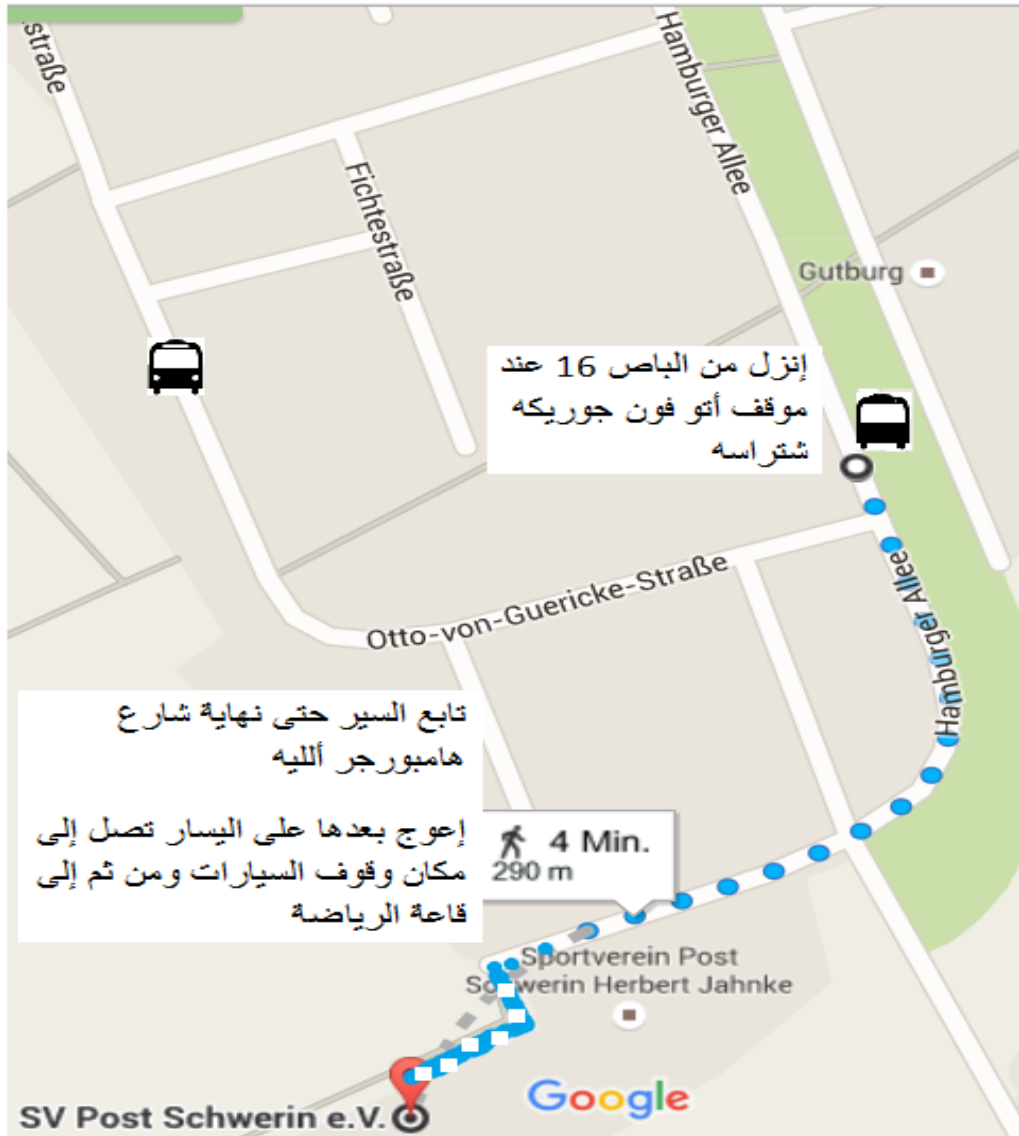 straße
Hamburger Allee
Fichtestraße
Gutburg
إنزل من الباص 16 عند
موقف أتو فون جوريكه
شتراسه
Otto-von-Guericke-Straße
Hamburger Allee
تابع السير حتى نهاية شارع
هامبورجر ألليه
إعوج بعدها على اليسار تصل إلى
مكان وقوف السيارات ومن ثم إلى
قاعة الرياضة
4 Min.
290 m
Sportverein Post
Schwerin Herbert Jahnke
Google
SV Post Schwerin e.V.